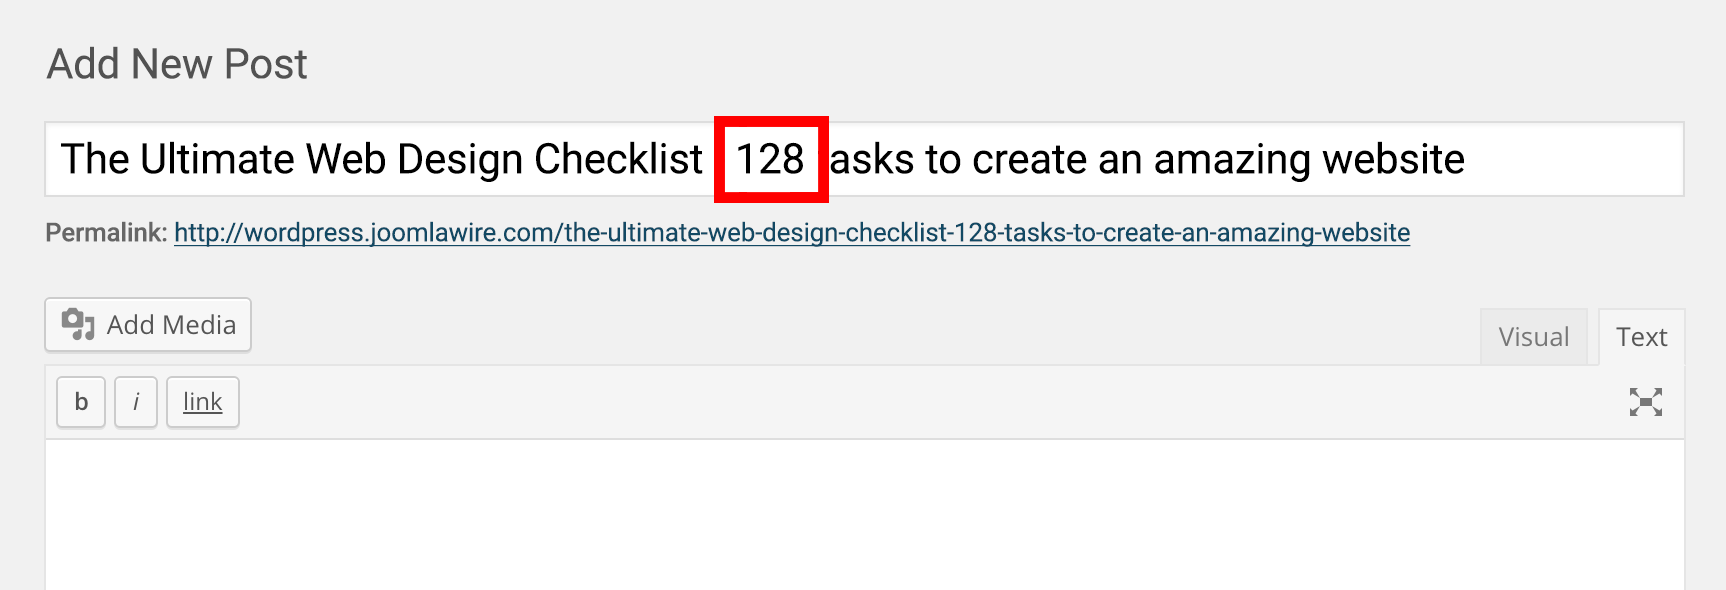 Add New Post
The Ultimate Web Design Checklist 128 tasks to create an amazing website
Permalink: http://wordpress.joomlawire.com/the-ultimate-web-design-checklist-128-tasks-to-create-an-amazing-website
Add Media
Visual Text
b i link